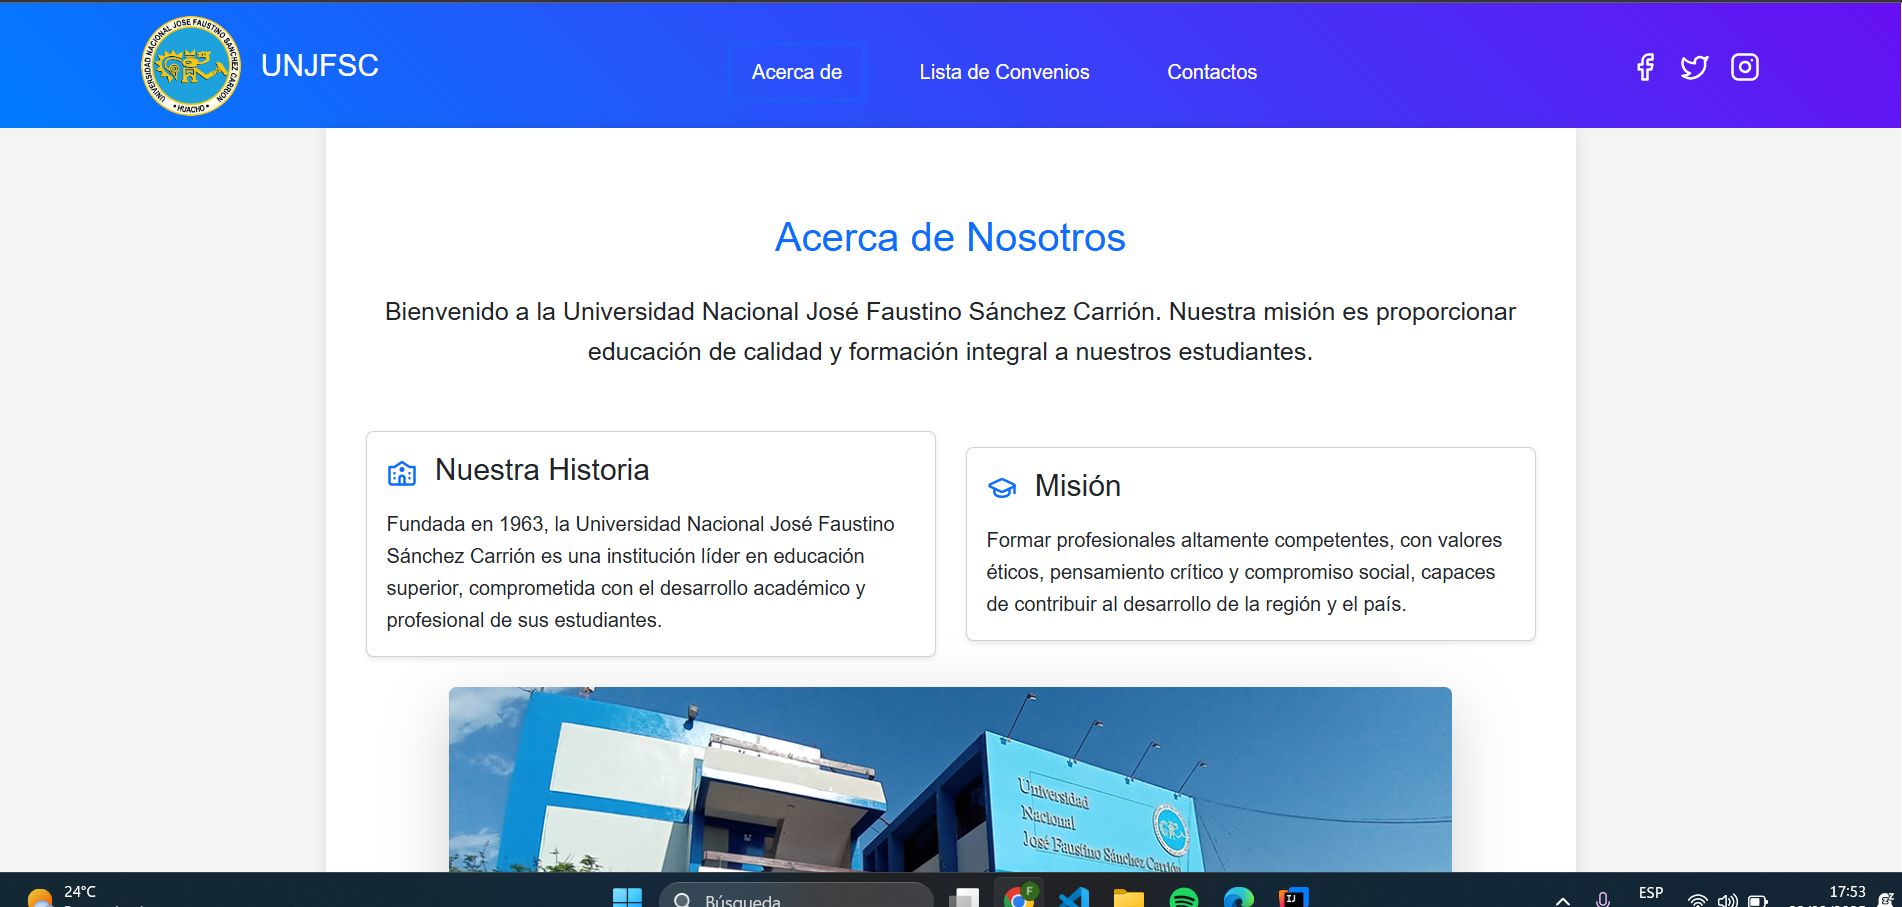 UNIVERSIDAD NACIONAL JOSÉ FAUSTINO SÁNCHEZ CARRIÓN
• HUACHO •
UNJFSC
Acerca de
Lista de Convenios
Contactos
Acerca de Nosotros
Bienvenido a la Universidad Nacional José Faustino Sánchez Carrión. Nuestra misión es proporcionar
educación de calidad y formación integral a nuestros estudiantes.
Nuestra Historia
Fundada en 1963, la Universidad Nacional José Faustino
Sánchez Carrión es una institución líder en educación
superior, comprometida con el desarrollo académico y
profesional de sus estudiantes.
Misión
Formar profesionales altamente competentes, con valores
éticos, pensamiento crítico y compromiso social, capaces
de contribuir al desarrollo de la región y el país.
Universidad
Nacional
José Faustino Sánchez Carrión
24°C
Búsqueda
F
IJ
ESP
17:53